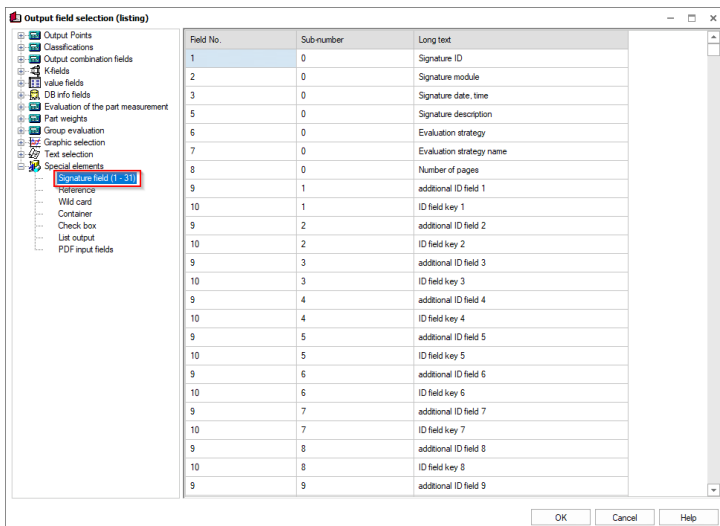 Output field selection (listing)
Output Points
Classifications
Output combination fields
K-fields
value fields
DB info fields
Evaluation of the part measurement
Part weights
Group evaluation
Graphic selection
Text selection
Special elements
Signature field (1 - 31)
Reference
Wild card
Container
Check box
List output
PDF input fields
Field No. Sub-number Long text
1 0 Signature ID
2 0 Signature module
3 0 Signature date, time
5 0 Signature description
6 0 Evaluation strategy
7 0 Evaluation strategy name
8 0 Number of pages
9 1 additional ID field 1
10 1 ID field key 1
9 2 additional ID field 2
10 2 ID field key 2
9 3 additional ID field 3
10 3 ID field key 3
9 4 additional ID field 4
10 4 ID field key 4
9 5 additional ID field 5
10 5 ID field key 5
9 6 additional ID field 6
10 6 ID field key 6
9 7 additional ID field 7
10 7 ID field key 7
9 8 additional ID field 8
10 8 ID field key 8
9 9 additional ID field 9
OK Cancel Help